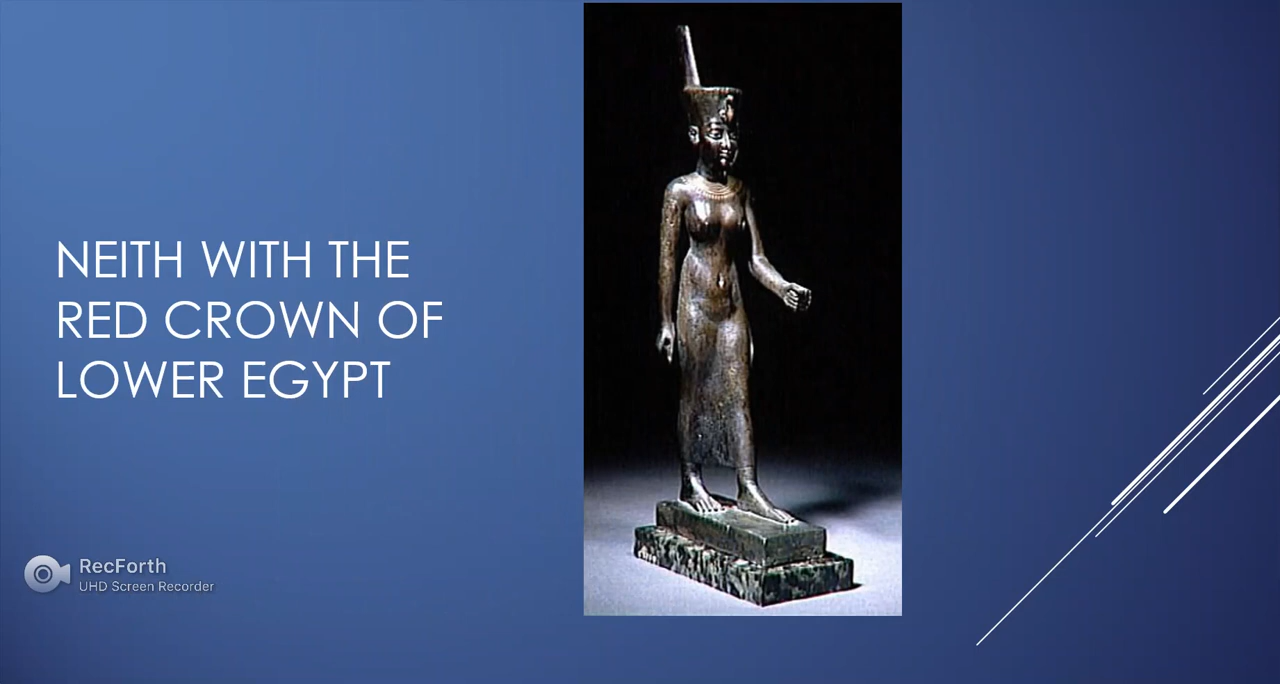 NEITH WITH THE
RED CROWN OF
LOWER EGYPT
RecForth
UHD Screen Recorder